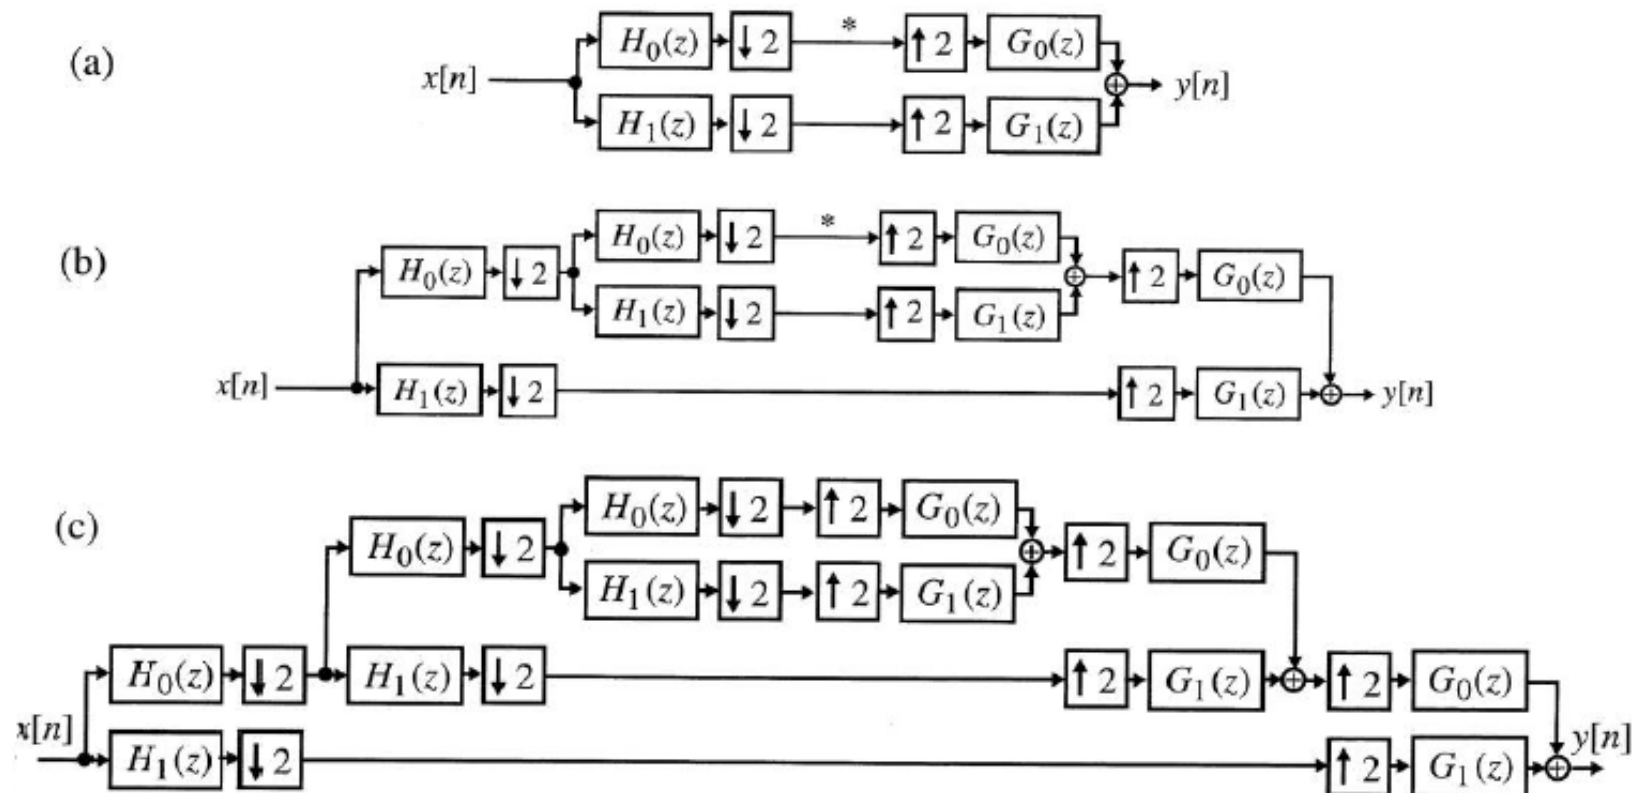 (a) x[n] H₀(z) ↓2 * ↑2 G₀(z) y[n]
H₁(z) ↓2 ↑2 G₁(z)
(b) H₀(z) ↓2 H₀(z) ↓2 * ↑2 G₀(z) ↑2 G₀(z)
H₁(z) ↓2 ↑2 G₁(z)
x[n] H₁(z) ↓2 ↑2 G₁(z) y[n]
(c) H₀(z) ↓2 H₀(z) ↓2 ↑2 G₀(z) ↑2 G₀(z)
H₁(z) ↓2 ↑2 G₁(z)
H₀(z) ↓2 H₁(z) ↓2 ↑2 G₁(z) ↑2 G₀(z)
x[n] H₁(z) ↓2 ↑2 G₁(z) y[n]